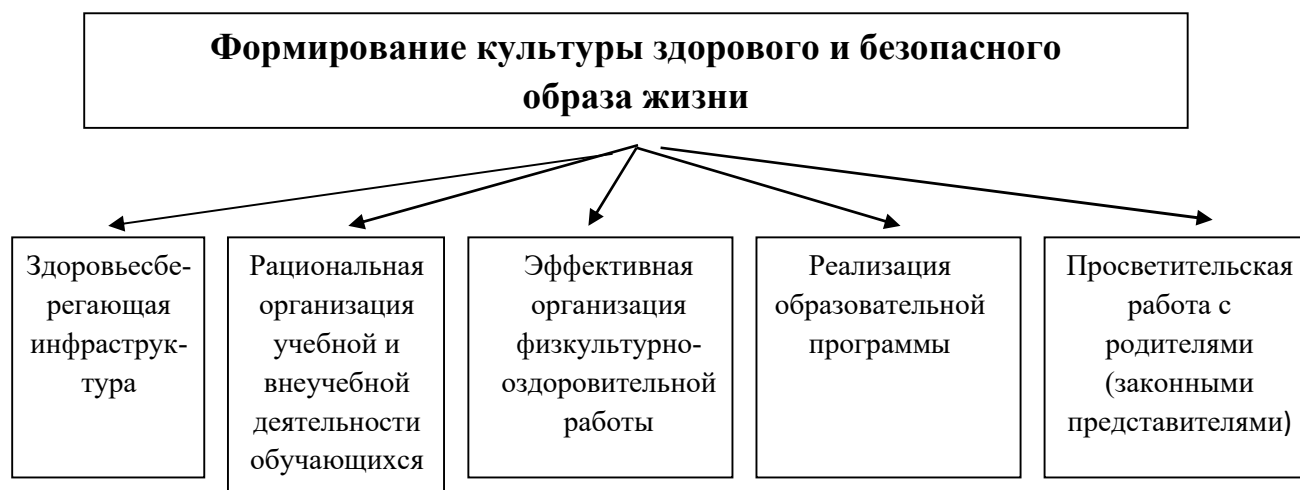 Формирование культуры здорового и безопасного
образа жизни
Здоровьесбе-
регающая
инфраструк-
тура
Рациональная
организация
учебной и
внеучебной
деятельности
обучающихся
Эффективная
организация
физкультурно-
оздоровительной
работы
Реализация
образовательной
программы
Просветительская
работа с
родителями
(законными
представителями)